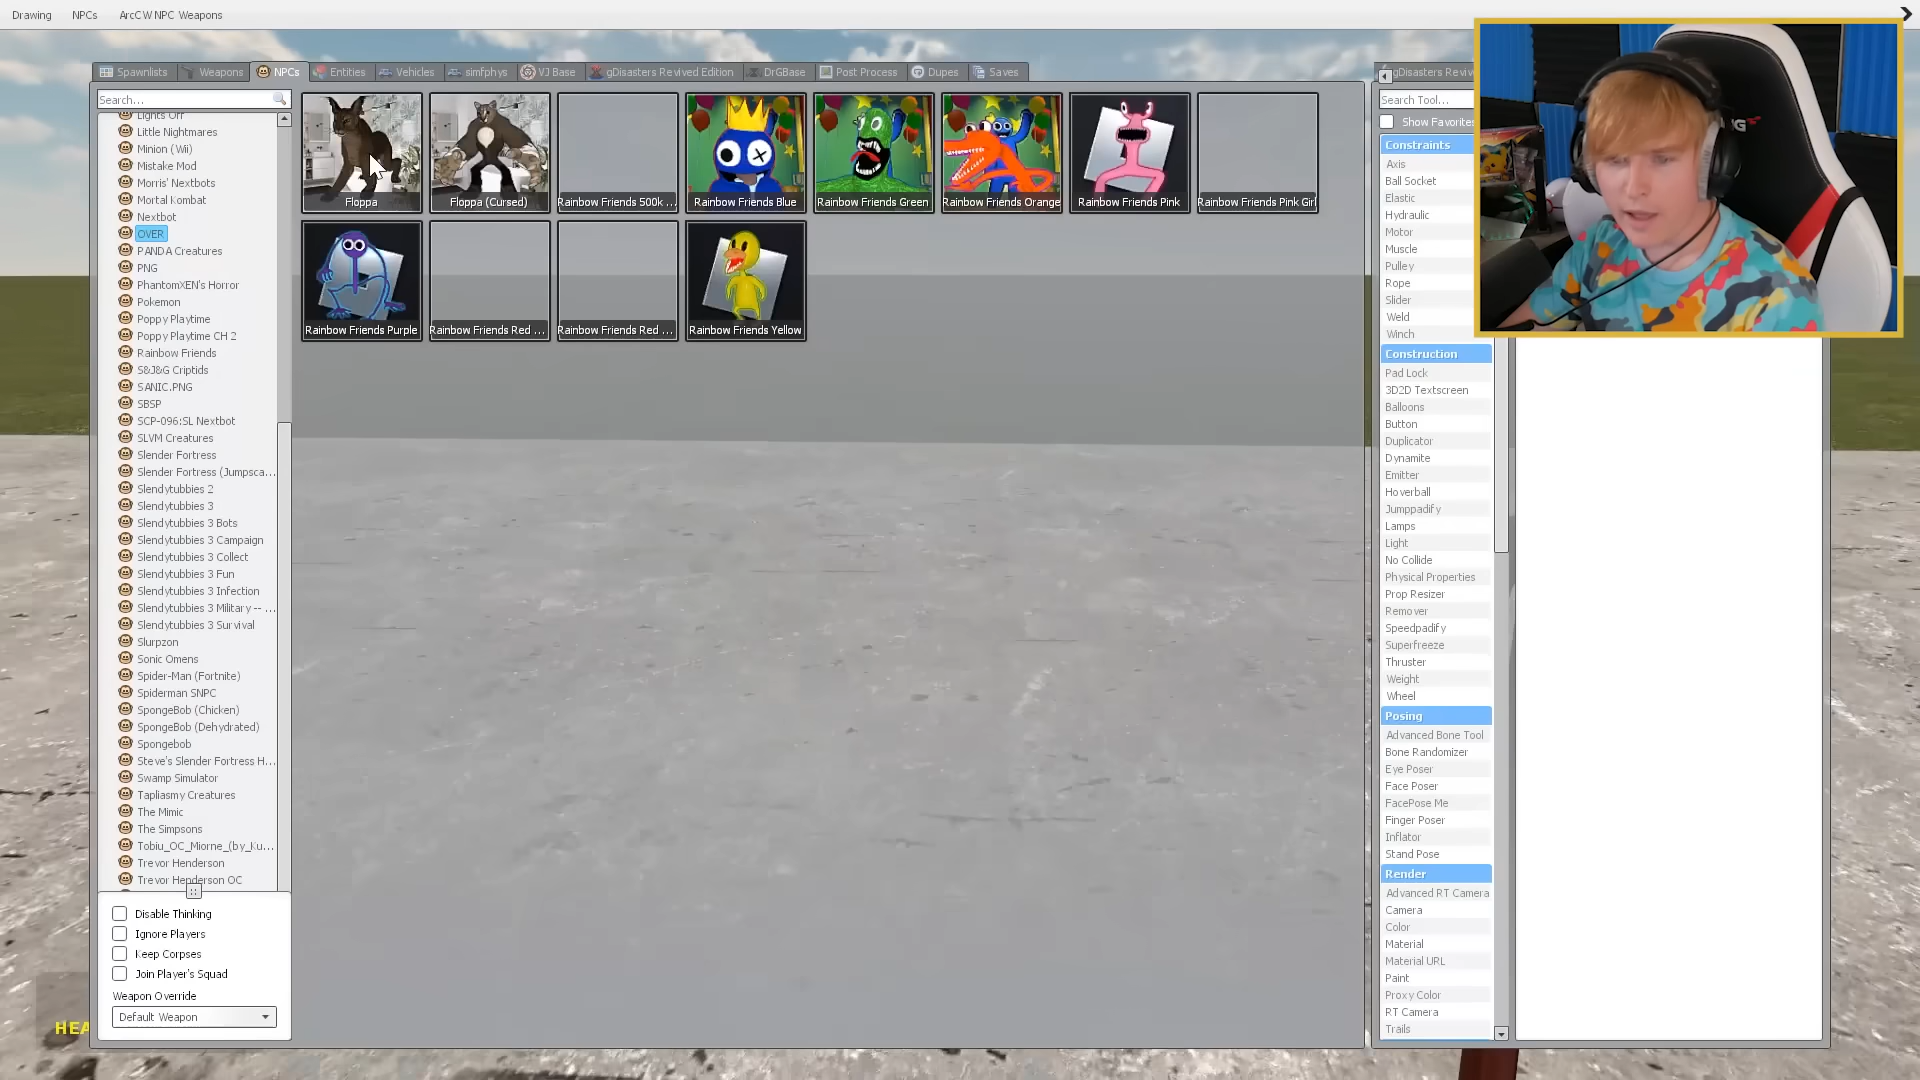 Drawing NPCs ArcCW NPC Weapons
Spawnlists Weapons NPCs Entities Vehicles simfphys VJ Base gDisasters Revived Edition DrGBase Post Process Dupes Saves
Search...
Lights Off
Little Nightmares
Minion (Wii)
Mistake Mod
Morris' Nextbots
Mortal Kombat
Nextbot
OVER
PANDA Creatures
PNG
PhantomXEN's Horror
Pokemon
Poppy Playtime
Poppy Playtime CH 2
Rainbow Friends
S&J&G Criptids
SANIC.PNG
SBSP
SCP-096:SL Nextbot
SLVM Creatures
Slender Fortress
Slender Fortress (Jumpsca...
Slendytubbies 2
Slendytubbies 3
Slendytubbies 3 Bots
Slendytubbies 3 Campaign
Slendytubbies 3 Collect
Slendytubbies 3 Fun
Slendytubbies 3 Infection
Slendytubbies 3 Military -- ...
Slendytubbies 3 Survival
Slurpzon
Sonic Omens
Spider-Man (Fortnite)
Spiderman SNPC
SpongeBob (Chicken)
SpongeBob (Dehydrated)
Spongebob
Steve's Slender Fortress H...
Swamp Simulator
Tapliasmy Creatures
The Mimic
The Simpsons
Tobiu_OC_Miorne_(by_Ku...
Trevor Henderson
Trevor Henderson OC
Disable Thinking
Ignore Players
Keep Corpses
Join Player's Squad
Weapon Override
Default Weapon
HEA
Floppa Floppa (Cursed) Rainbow Friends 500k ... Rainbow Friends Blue Rainbow Friends Green Rainbow Friends Orange Rainbow Friends Pink Rainbow Friends Pink Girl
Rainbow Friends Purple Rainbow Friends Red ... Rainbow Friends Red ... Rainbow Friends Yellow
gDisasters Reviv
Search Tool...
Show Favorites
Constraints
Axis
Ball Socket
Elastic
Hydraulic
Motor
Muscle
Pulley
Rope
Slider
Weld
Winch
Construction
Pad Lock
3D2D Textscreen
Balloons
Button
Duplicator
Dynamite
Emitter
Hoverball
Jumppadify
Lamps
Light
No Collide
Physical Properties
Prop Resizer
Remover
Speedpadify
Superfreeze
Thruster
Weight
Wheel
Posing
Advanced Bone Tool
Bone Randomizer
Eye Poser
Face Poser
FacePose Me
Finger Poser
Inflator
Stand Pose
Render
Advanced RT Camera
Camera
Color
Material
Material URL
Paint
Proxy Color
RT Camera
Trails